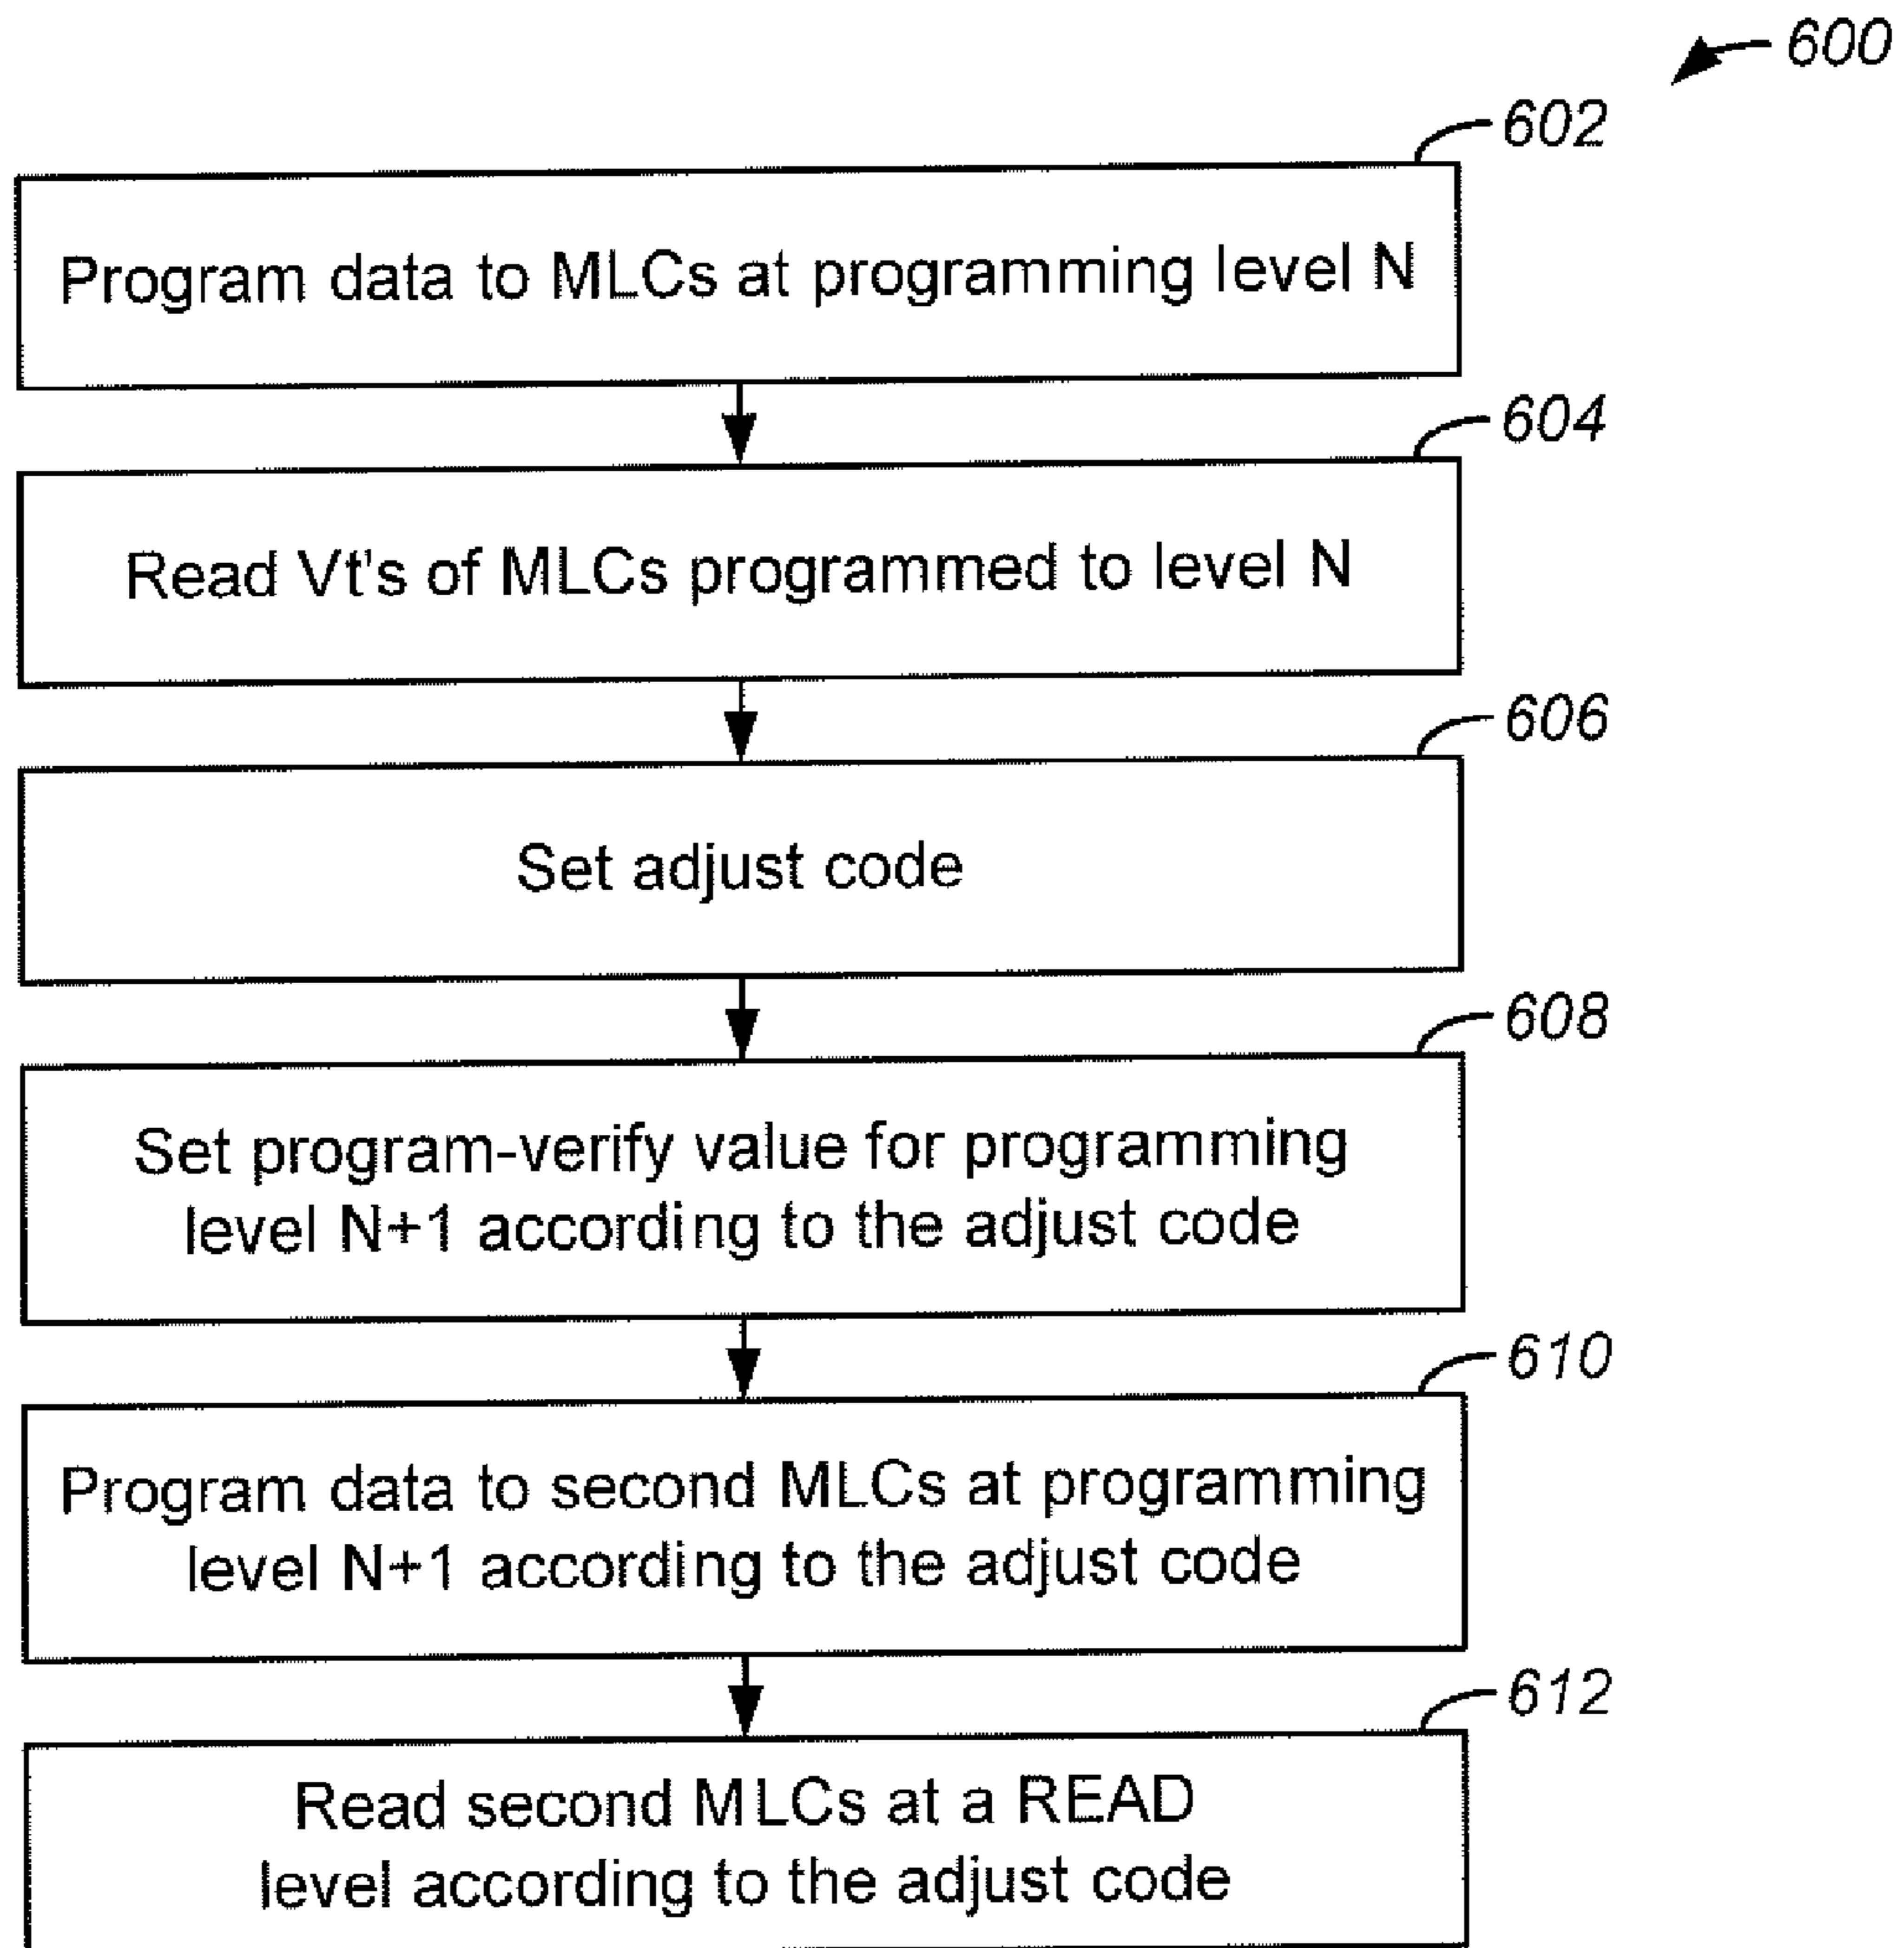 600
602
Program data to MLCs at programming level N
604
Read Vt's of MLCs programmed to level N
606
Set adjust code
608
Set program-verify value for programming
level N+1 according to the adjust code
610
Program data to second MLCs at programming
level N+1 according to the adjust code
612
Read second MLCs at a READ
level according to the adjust code